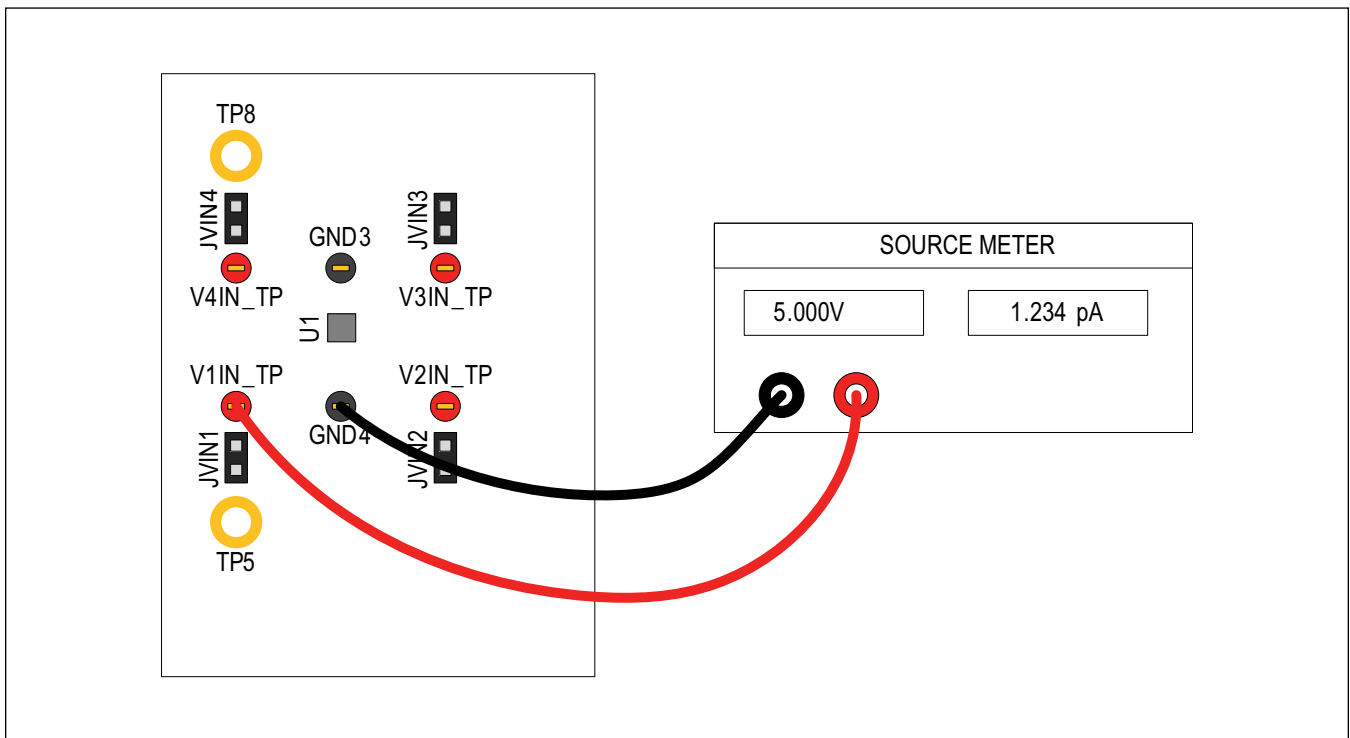 TP8
JVIN4
GND3
JVIN3
V4IN_TP
V3IN_TP
U1
V1IN_TP
V2IN_TP
GND4
JVIN1
JVIN2
TP5
SOURCE METER
5.000V
1.234 pA